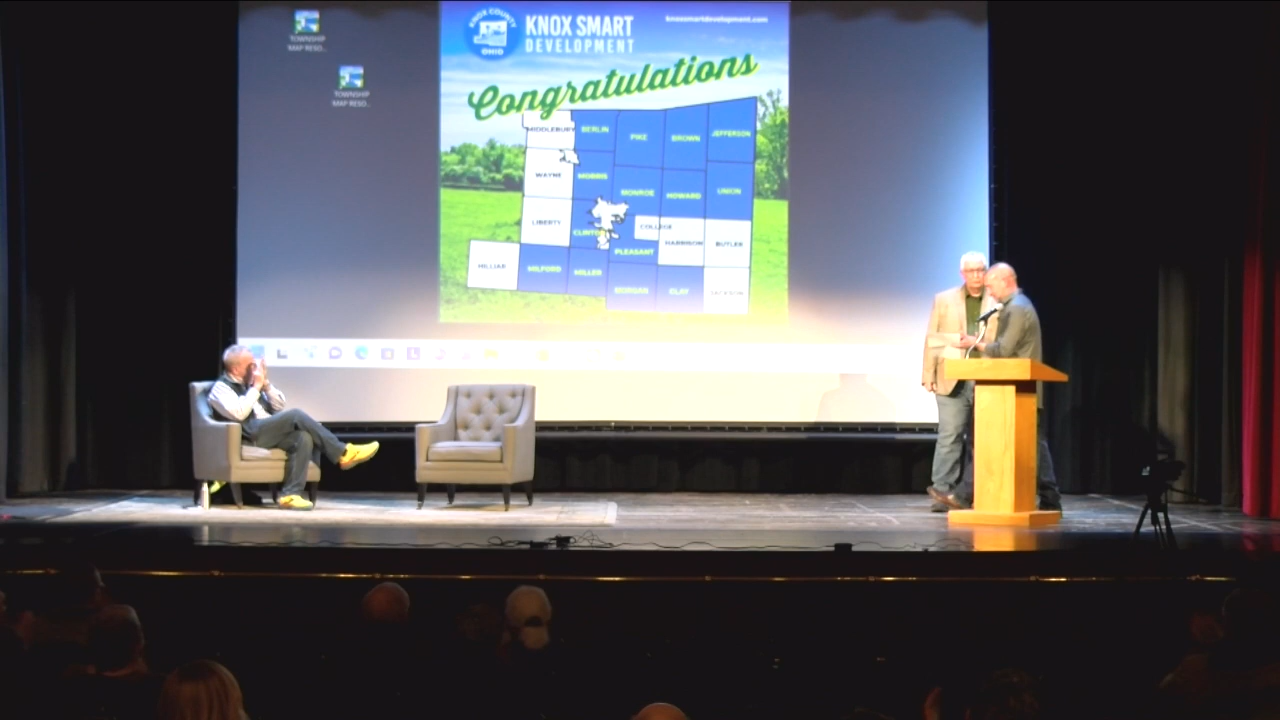 TOWNSHIP
MAP RESO...
TOWNSHIP
MAP RESO...
KNOX COUNTY
OHIO
KNOX SMART
DEVELOPMENT
knoxsmartdevelopment.com
Congratulations
MIDDLEBURY BERLIN PIKE BROWN JEFFERSON
WAYNE MORRIS MONROE HOWARD UNION
LIBERTY CLINTON COLLEGE HARRISON BUTLER
PLEASANT
HILLIAR MILFORD MILLER MORGAN CLAY JACKSON